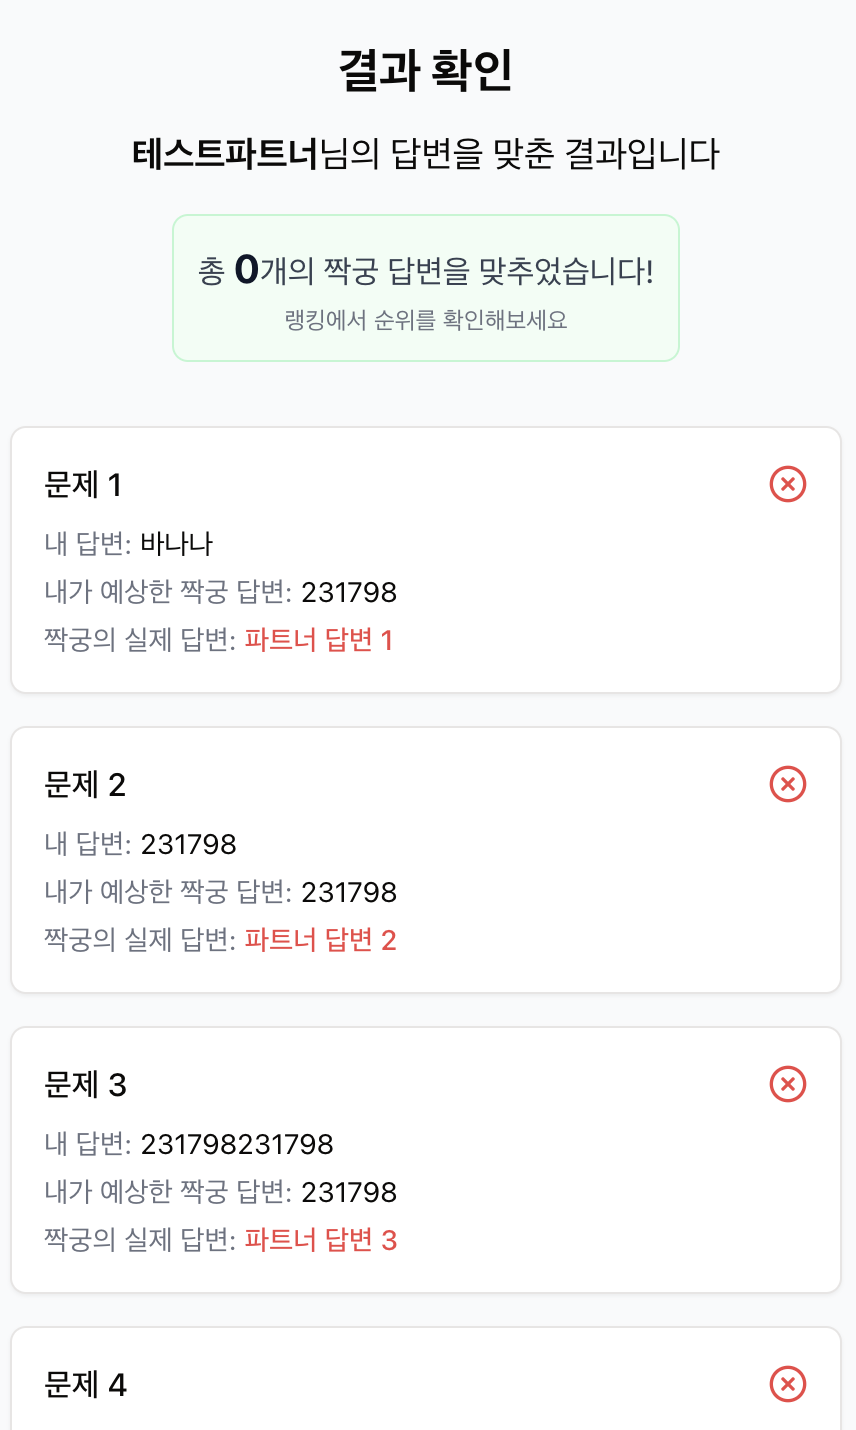 결과 확인
테스트파트너님의 답변을 맞춘 결과입니다
총 0개의 짝궁 답변을 맞추었습니다!
랭킹에서 순위를 확인해보세요
문제 1
내 답변: 바나나
내가 예상한 짝궁 답변: 231798
짝궁의 실제 답변: 파트너 답변 1
문제 2
내 답변: 231798
내가 예상한 짝궁 답변: 231798
짝궁의 실제 답변: 파트너 답변 2
문제 3
내 답변: 231798231798
내가 예상한 짝궁 답변: 231798
짝궁의 실제 답변: 파트너 답변 3
문제 4